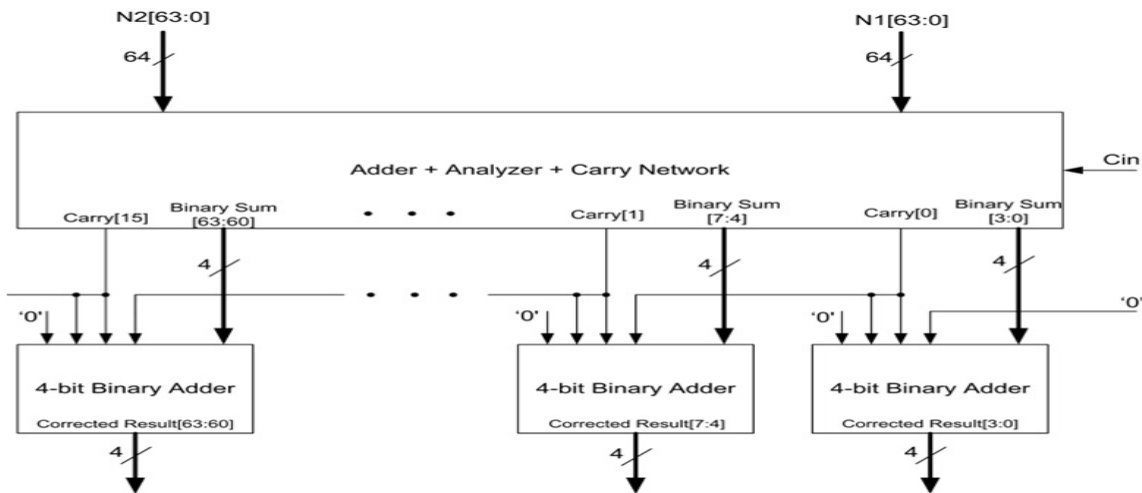 N2[63:0]
N1[63:0]
64
64
Adder + Analyzer + Carry Network
Cin
Carry[15]
Binary Sum
[63:60]
Carry[1]
Binary Sum
[7:4]
Carry[0]
Binary Sum
[3:0]
4
4
4
'0'
'0'
'0'
'0'
4-bit Binary Adder
4-bit Binary Adder
4-bit Binary Adder
Corrected Result[63:60]
Corrected Result[7:4]
Corrected Result[3:0]
4
4
4